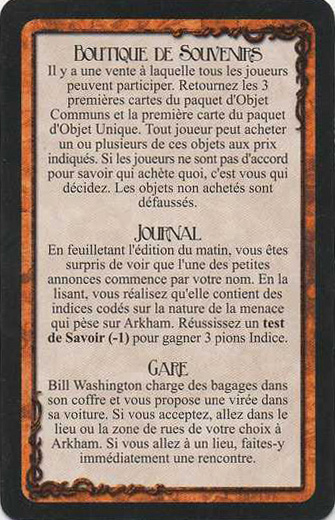 Boutique de Souvenirs
Il y a une vente à laquelle tous les joueurs
peuvent participer. Retournez les 3
premières cartes du paquet d'Objet
Communs et la première carte du paquet
d'Objet Unique. Tout joueur peut acheter
un ou plusieurs de ces objets aux prix
indiqués. Si les joueurs ne sont pas d'accord
pour savoir qui achète quoi, c'est vous qui
décidez. Les objets non achetés sont
défaussés.
Journal
En feuilletant l'édition du matin, vous êtes
surpris de voir que l'une des petites
annonces commence par votre nom. En la
lisant, vous réalisez qu'elle contient des
indices codés sur la nature de la menace
qui pèse sur Arkham. Réussissez un test
de Savoir (-1) pour gagner 3 pions Indice.
Gare
Bill Washington charge des bagages dans
son coffre et vous propose une virée dans
sa voiture. Si vous acceptez, allez dans le
lieu ou la zone de rues de votre choix à
Arkham. Si vous allez à un lieu, faites-y
immédiatement une rencontre.